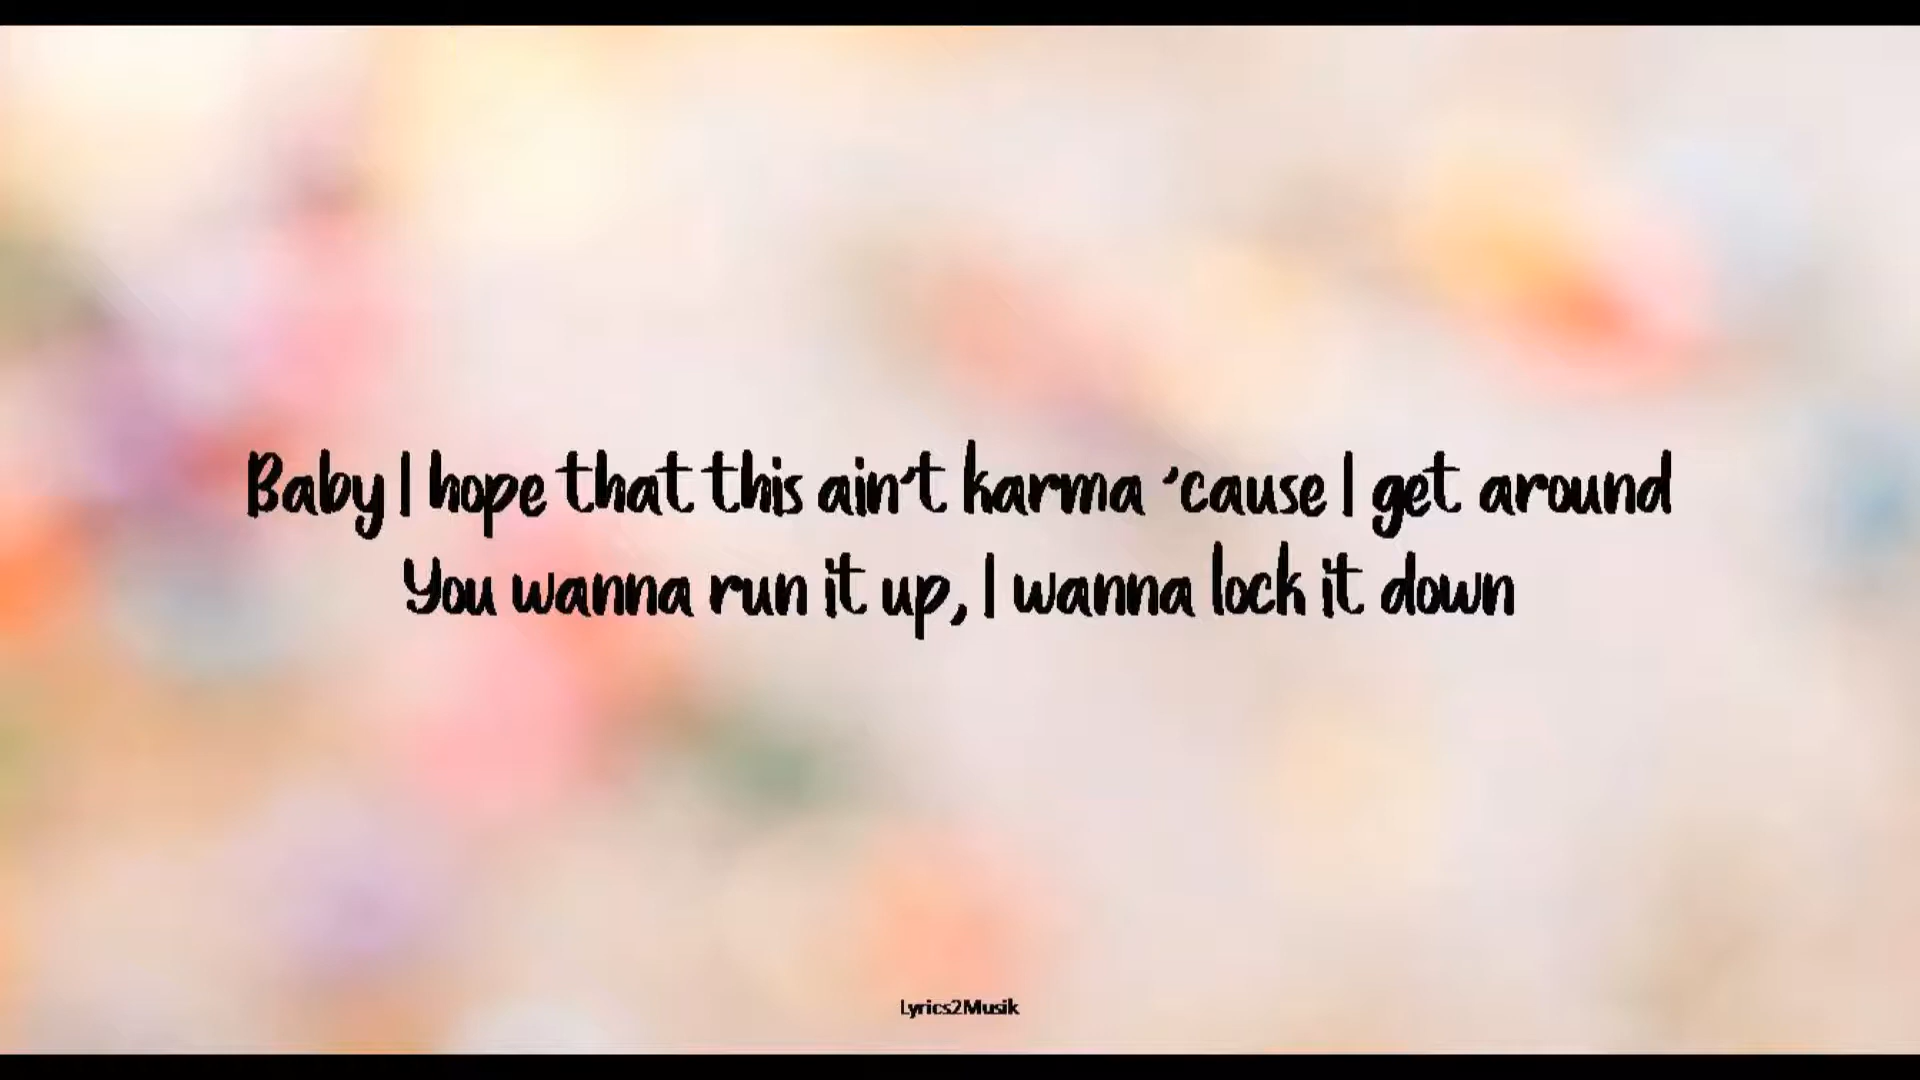 Baby I hope that this ain't karma 'cause I get around
You wanna run it up, I wanna lock it down
Lyrics2Musik